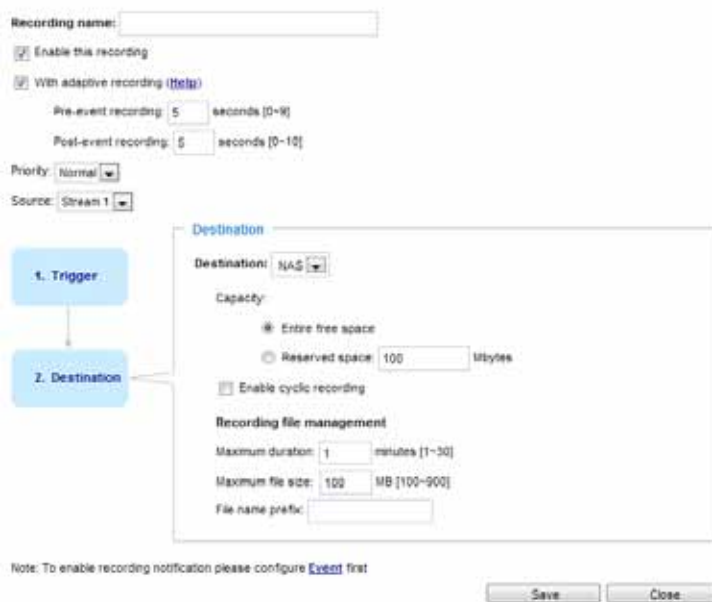 Recording name:
Enable this recording
With adaptive recording (Help)
Pre-event recording: 5 seconds [0~9]
Post-event recording: 5 seconds [0~10]
Priority: Normal
Source: Stream 1
Destination
1. Trigger
2. Destination
Destination: NAS
Capacity:
Entire free space
Reserved space: 100 Mbytes
Enable cyclic recording
Recording file management
Maximum duration: 1 minutes [1~30]
Maximum file size: 100 MB [100~900]
File name prefix:
Note: To enable recording notification please configure Event first
Save Close